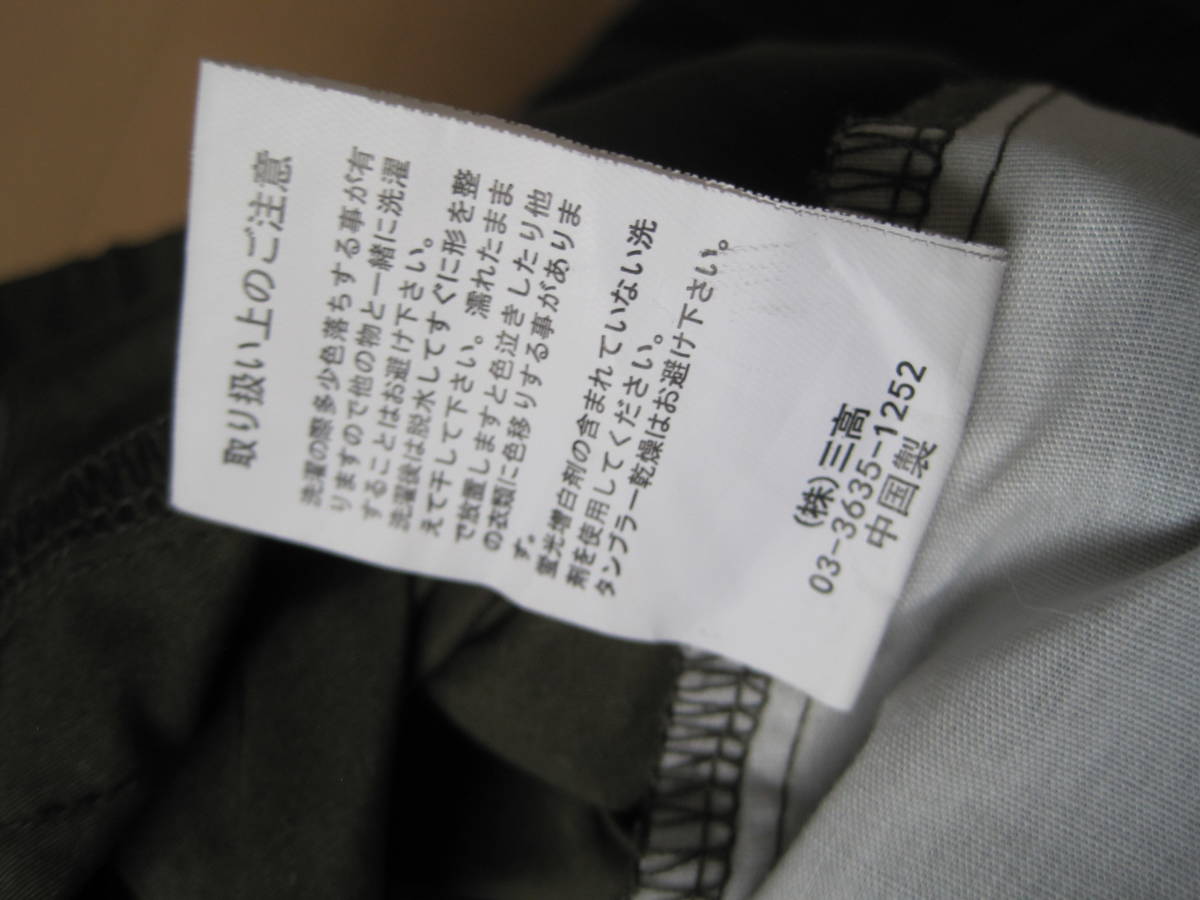 取り扱い上のご注意
洗濯の際多少色落ちする事が有
りますので他の物と一緒に洗濯
することはお避け下さい。
洗濯後は脱水してすぐに形を整
えて干して下さい。濡れたまま
で放置しますと色泣きしたり他
の衣類に色移りする事がありま
す。
蛍光増白剤の含まれていない洗
剤を使用してください。
タンブラー乾燥はお避け下さい。
(株)三高
03-3635-1252
中国製